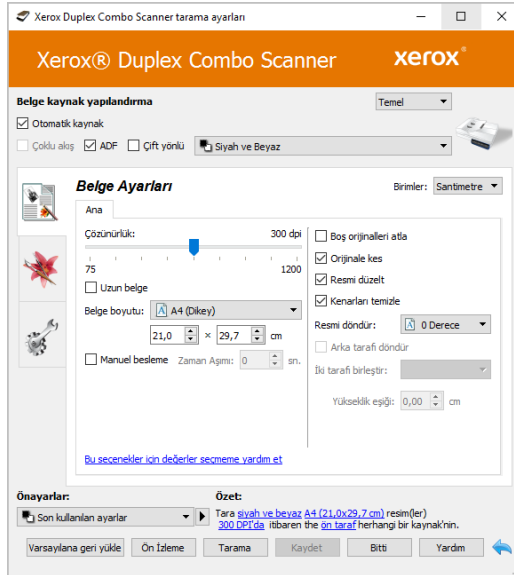 Xerox Duplex Combo Scanner tarama ayarları
Xerox® Duplex Combo Scanner
xerox®
Belge kaynak yapılandırma
Temel
Otomatik kaynak
Çoklu akış
ADF
Çift yönlü
Siyah ve Beyaz
Belge Ayarları
Birimler:
Santimetre
Ana
Çözünürlük:
300 dpi
75
1200
Uzun belge
Belge boyutu:
A4 (Dikey)
21,0
×
29,7
cm
Manuel besleme
Zaman Aşımı:
0
sn.
Boş orijinalleri atla
Orijinale kes
Resmi düzelt
Kenarları temizle
Resmi döndür:
0 Derece
Arka tarafı döndür
İki tarafı birleştir:
Yükseklik eşiği:
0,00
cm
Bu seçenekler için değerler seçmeme yardım et
Önayarlar:
Son kullanılan ayarlar
Özet:
Tara siyah ve beyaz A4 (21,0x29,7 cm) resim(ler)
300 DPI'da itibaren the ön taraf herhangi bir kaynak'nin.
Varsayılana geri yükle
Ön İzleme
Tarama
Kaydet
Bitti
Yardım